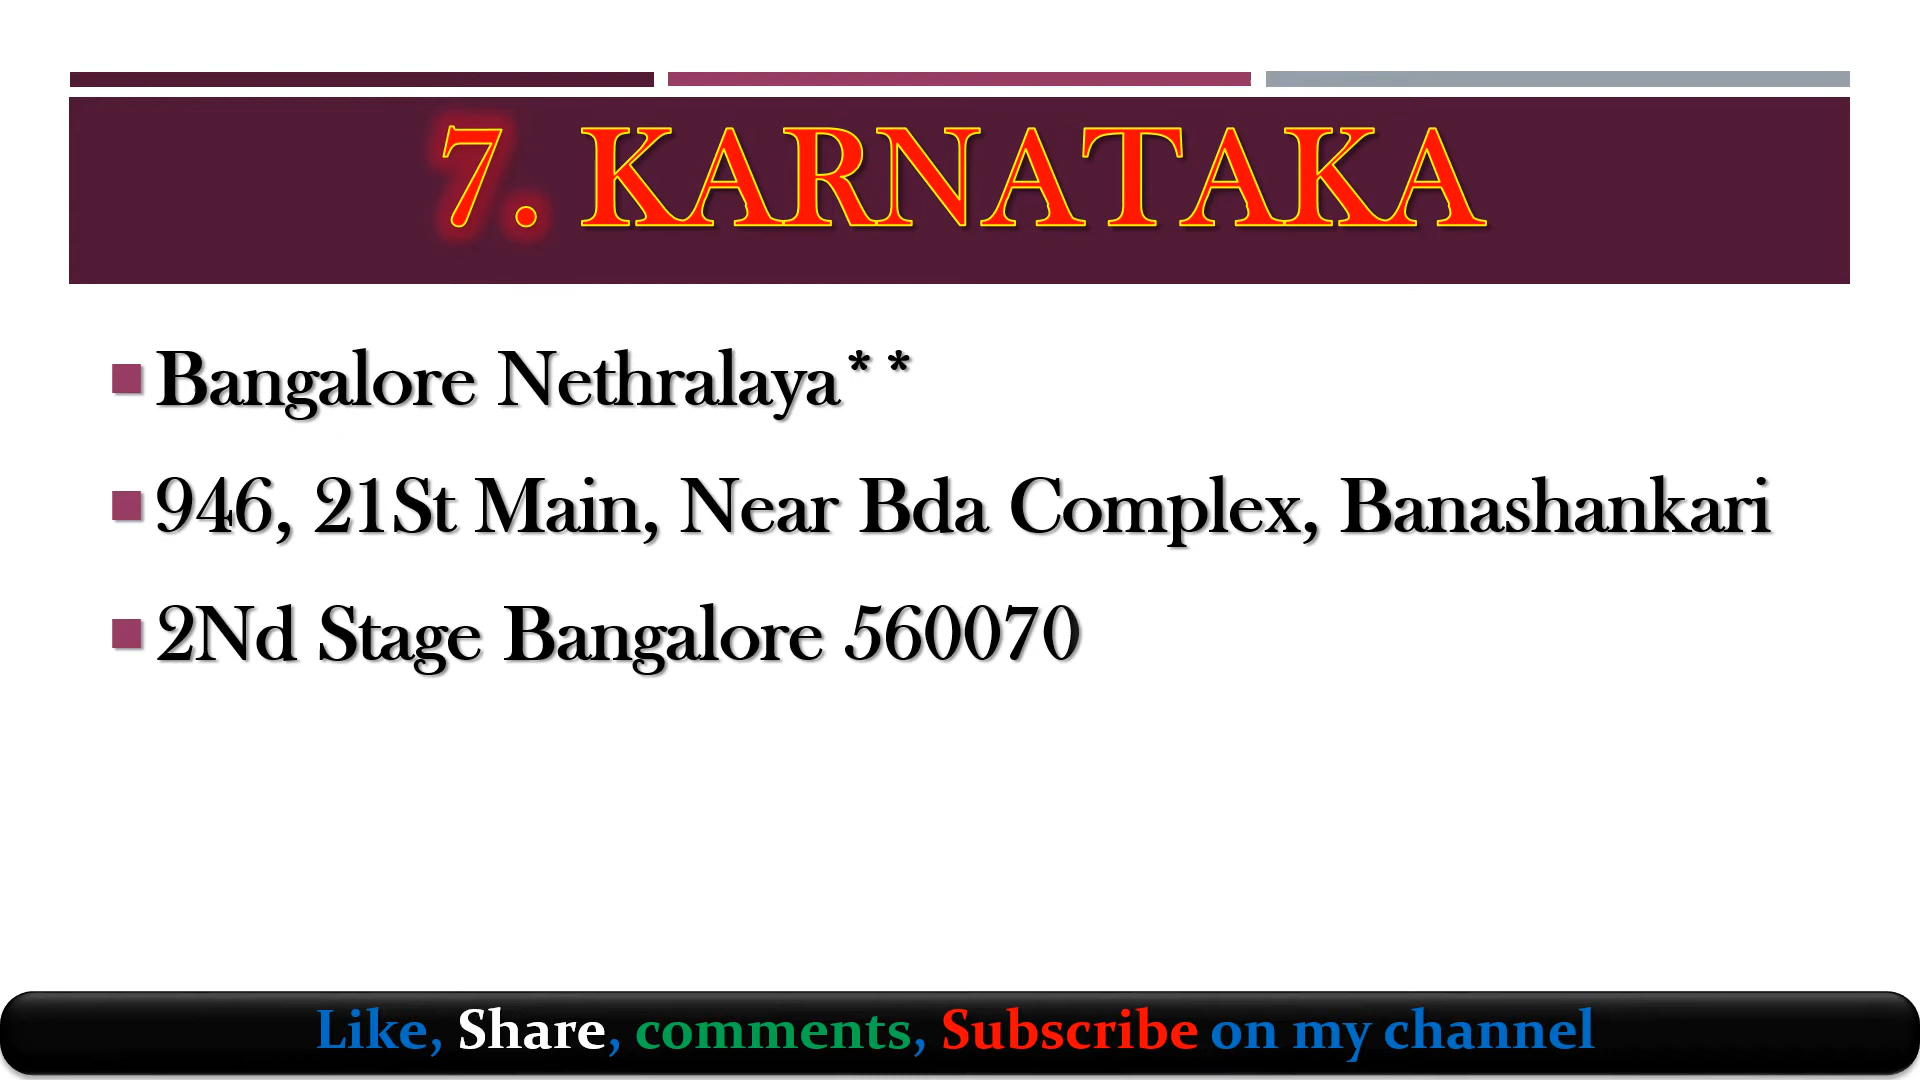 7. KARNATAKA
Bangalore Nethralaya**
946, 21St Main, Near Bda Complex, Banashankari
2Nd Stage Bangalore 560070
Like, Share, comments, Subscribe on my channel